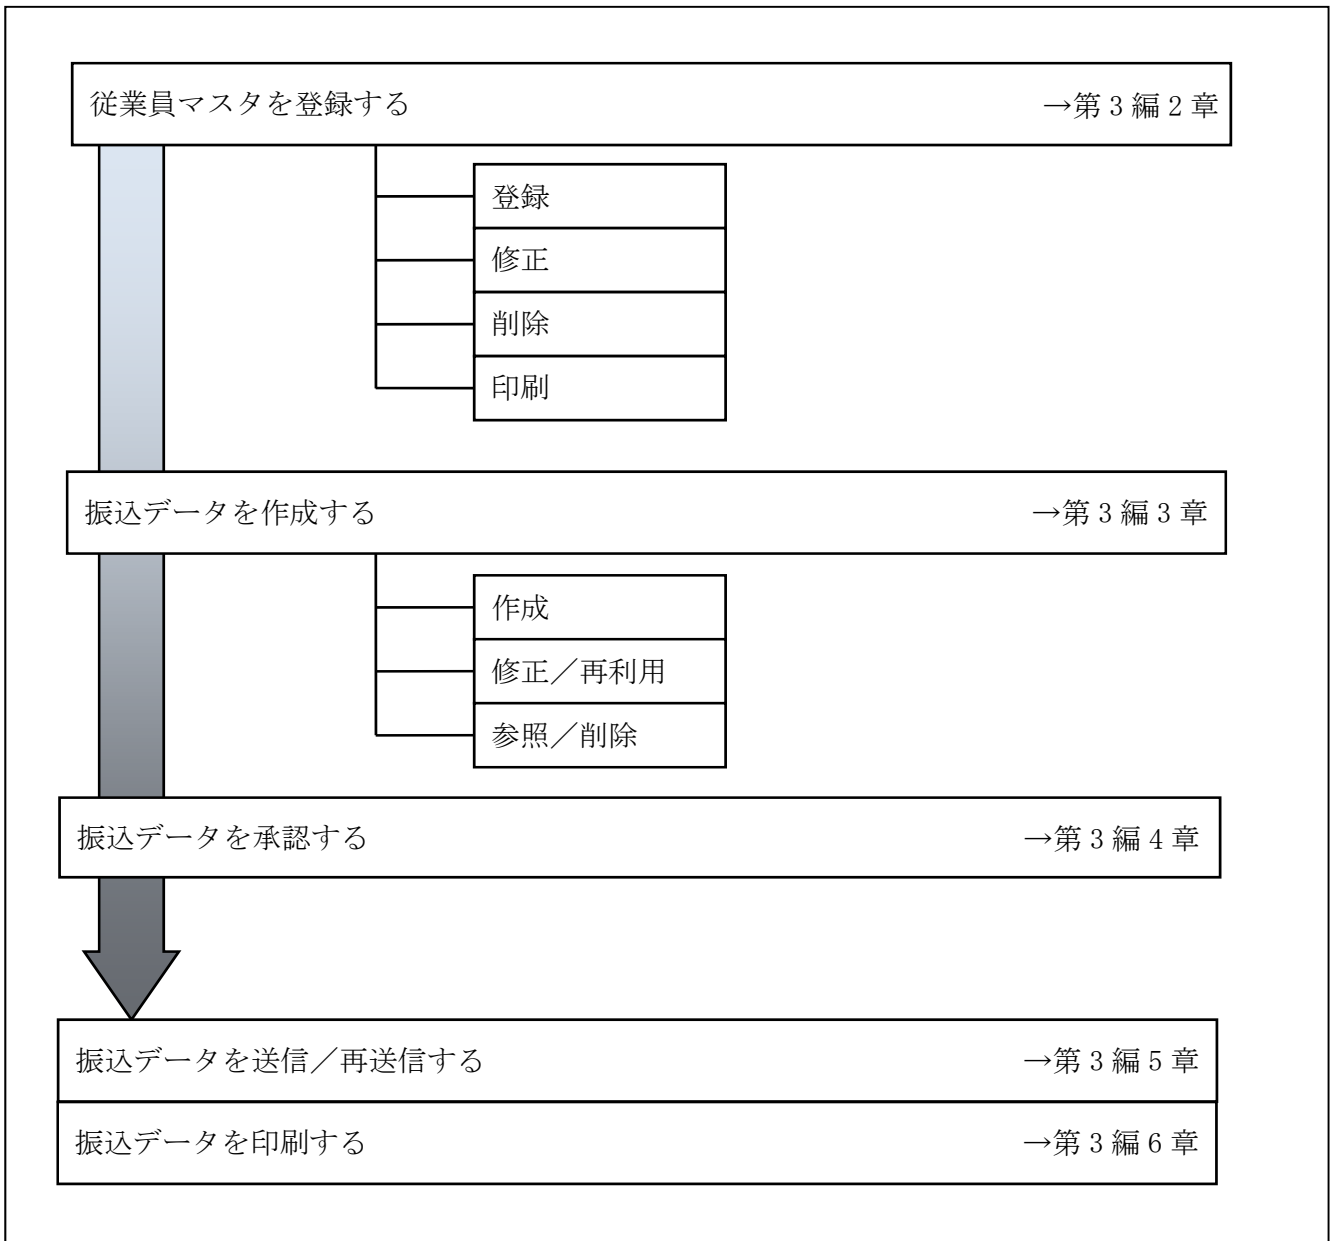 従業員マスタを登録する →第3編2章
登録
修正
削除
印刷
振込データを作成する →第3編3章
作成
修正／再利用
参照／削除
振込データを承認する →第3編4章
振込データを送信／再送信する →第3編5章
振込データを印刷する →第3編6章